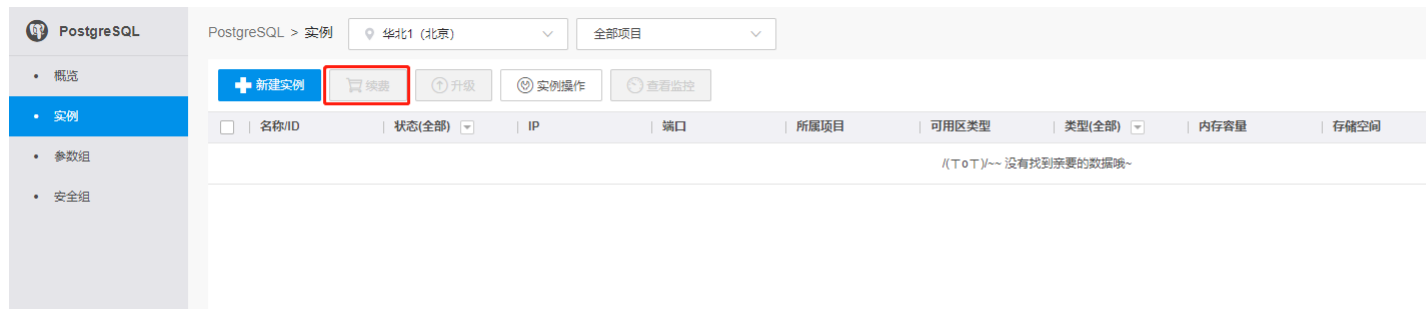 PostgreSQL
PostgreSQL > 实例 华北1 (北京) 全部项目
概览
新建实例 续费 升级 实例操作 查看监控
实例
名称/ID 状态(全部) IP 端口 所属项目 可用区类型 类型(全部) 内存容量 存储空间
参数组
/(ㄒoㄒ)/~~ 没有找到亲要的数据哦~
安全组